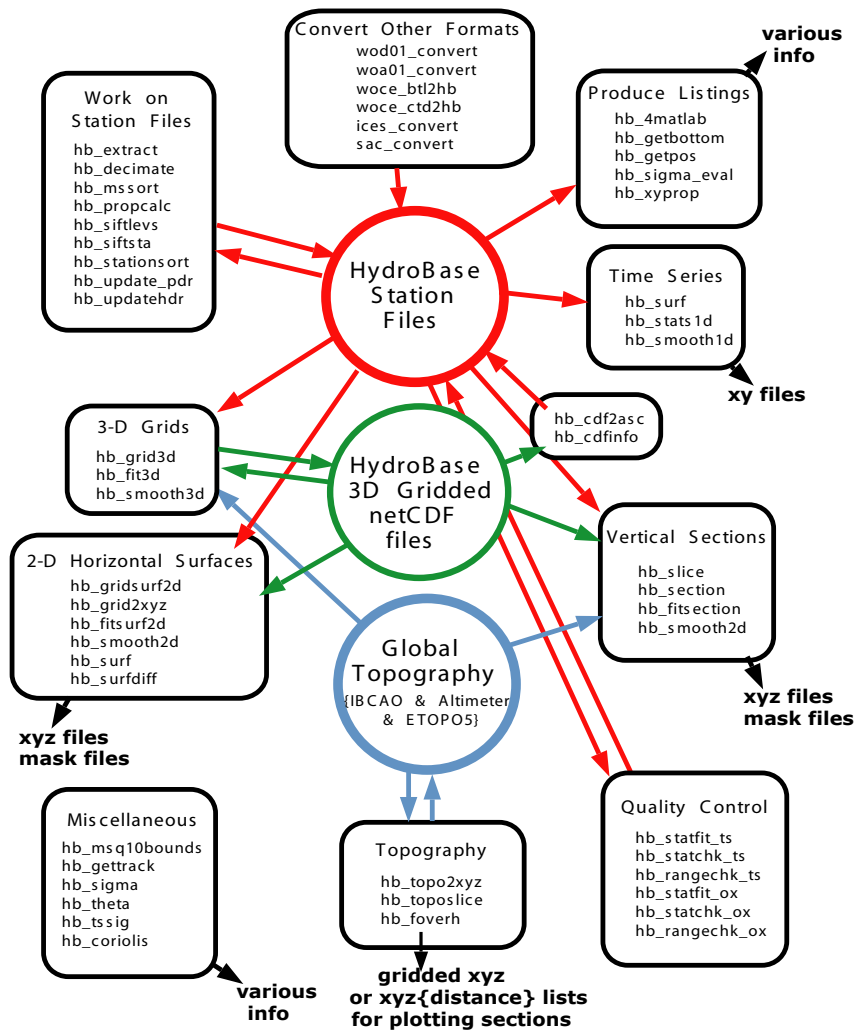 Convert Other Formats
wod01_convert
woa01_convert
woce_btl2hb
woce_ctd2hb
ices_convert
sac_convert
various
info
Work on
Station Files
hb_extract
hb_decimate
hb_mssort
hb_propcalc
hb_siftlevs
hb_siftsta
hb_stationsort
hb_update_pdr
hb_updatehdr
Produce Listings
hb_4matlab
hb_getbottom
hb_getpos
hb_sigma_eval
hb_xyprop
HydroBase
Station
Files
Time Series
hb_surf
hb_stats1d
hb_smooth1d
xy files
3-D Grids
hb_grid3d
hb_fit3d
hb_smooth3d
HydroBase
3D Gridded
netCDF
files
hb_cdf2asc
hb_cdfinfo
2-D Horizontal Surfaces
hb_gridsurf2d
hb_grid2xyz
hb_fitsurf2d
hb_smooth2d
hb_surf
hb_surfdiff
xyz files
mask files
Vertical Sections
hb_slice
hb_section
hb_fitsection
hb_smooth2d
xyz files
mask files
Global
Topography
{IBCAO & Altimeter
& ETOPO5}
Miscellaneous
hb_msq10bounds
hb_gettrack
hb_sigma
hb_theta
hb_tssig
hb_coriolis
various
info
Topography
hb_topo2xyz
hb_toposlice
hb_foverh
gridded xyz
or xyz{distance} lists
for plotting sections
Quality Control
hb_statfit_ts
hb_statchk_ts
hb_rangechk_ts
hb_statfit_ox
hb_statchk_ox
hb_rangechk_ox